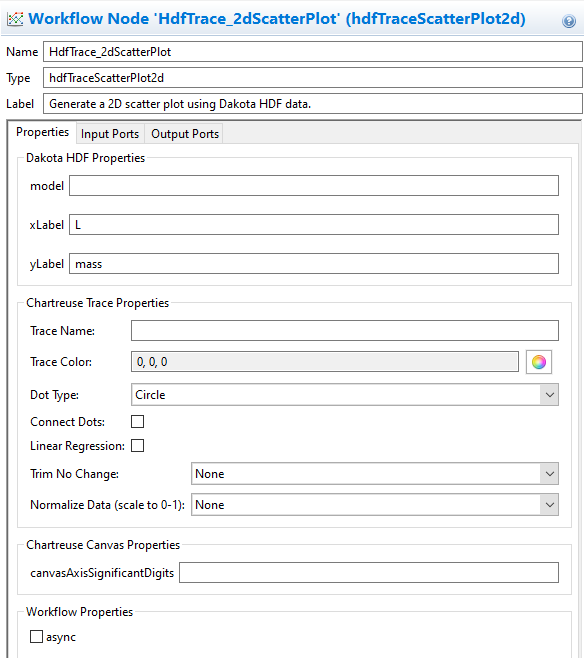 Workflow Node 'HdfTrace_2dScatterPlot' (hdfTraceScatterPlot2d)
Name HdfTrace_2dScatterPlot
Type hdfTraceScatterPlot2d
Label Generate a 2D scatter plot using Dakota HDF data.
Properties Input Ports Output Ports
Dakota HDF Properties
model
xLabel L
yLabel mass
Chartreuse Trace Properties
Trace Name:
Trace Color: 0, 0, 0
Dot Type: Circle
Connect Dots:
Linear Regression:
Trim No Change: None
Normalize Data (scale to 0-1): None
Chartreuse Canvas Properties
canvasAxisSignificantDigits
Workflow Properties
async